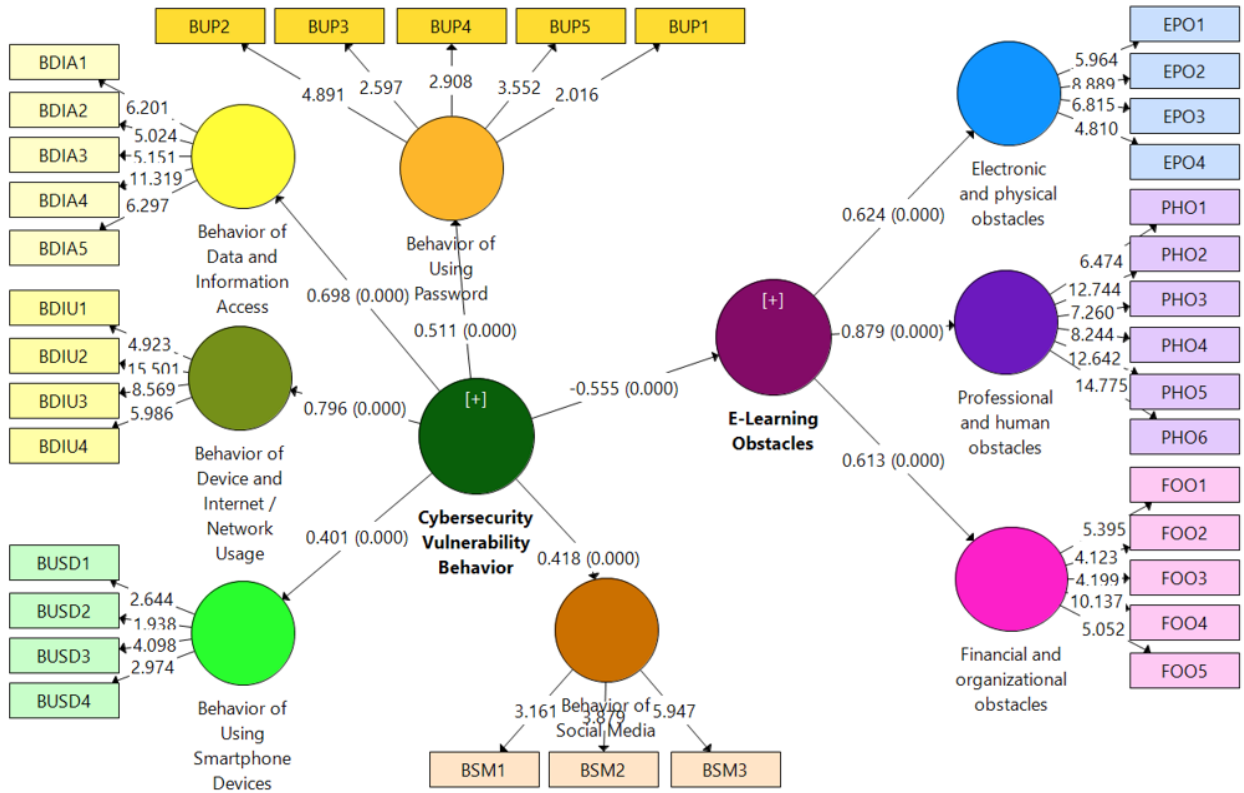 BUP2
BUP3
BUP4
BUP5
BUP1
4.891
2.597
2.908
3.552
2.016
BDIA1
BDIA2
BDIA3
BDIA4
BDIA5
6.201
5.024
5.151
11.319
6.297
Behavior of
Data and
Information
Access
Behavior of
Using
Password
0.698 (0.000)
0.511 (0.000)
BDIU1
BDIU2
BDIU3
BDIU4
4.923
15.501
8.569
5.986
Behavior of
Device and
Internet /
Network
Usage
0.796 (0.000)
[+]
Cybersecurity
Vulnerability
Behavior
-0.555 (0.000)
0.401 (0.000)
0.418 (0.000)
BUSD1
BUSD2
BUSD3
BUSD4
2.644
1.938
4.098
2.974
Behavior of
Using
Smartphone
Devices
Behavior of
Social Media
3.161
3.879
5.947
BSM1
BSM2
BSM3
[+]
E-Learning
Obstacles
0.624 (0.000)
0.879 (0.000)
0.613 (0.000)
Electronic
and physical
obstacles
5.964
8.889
6.815
4.810
EPO1
EPO2
EPO3
EPO4
Professional
and human
obstacles
6.474
12.744
7.260
8.244
12.642
14.775
PHO1
PHO2
PHO3
PHO4
PHO5
PHO6
Financial and
organizational
obstacles
5.395
4.123
4.199
10.137
5.052
FOO1
FOO2
FOO3
FOO4
FOO5